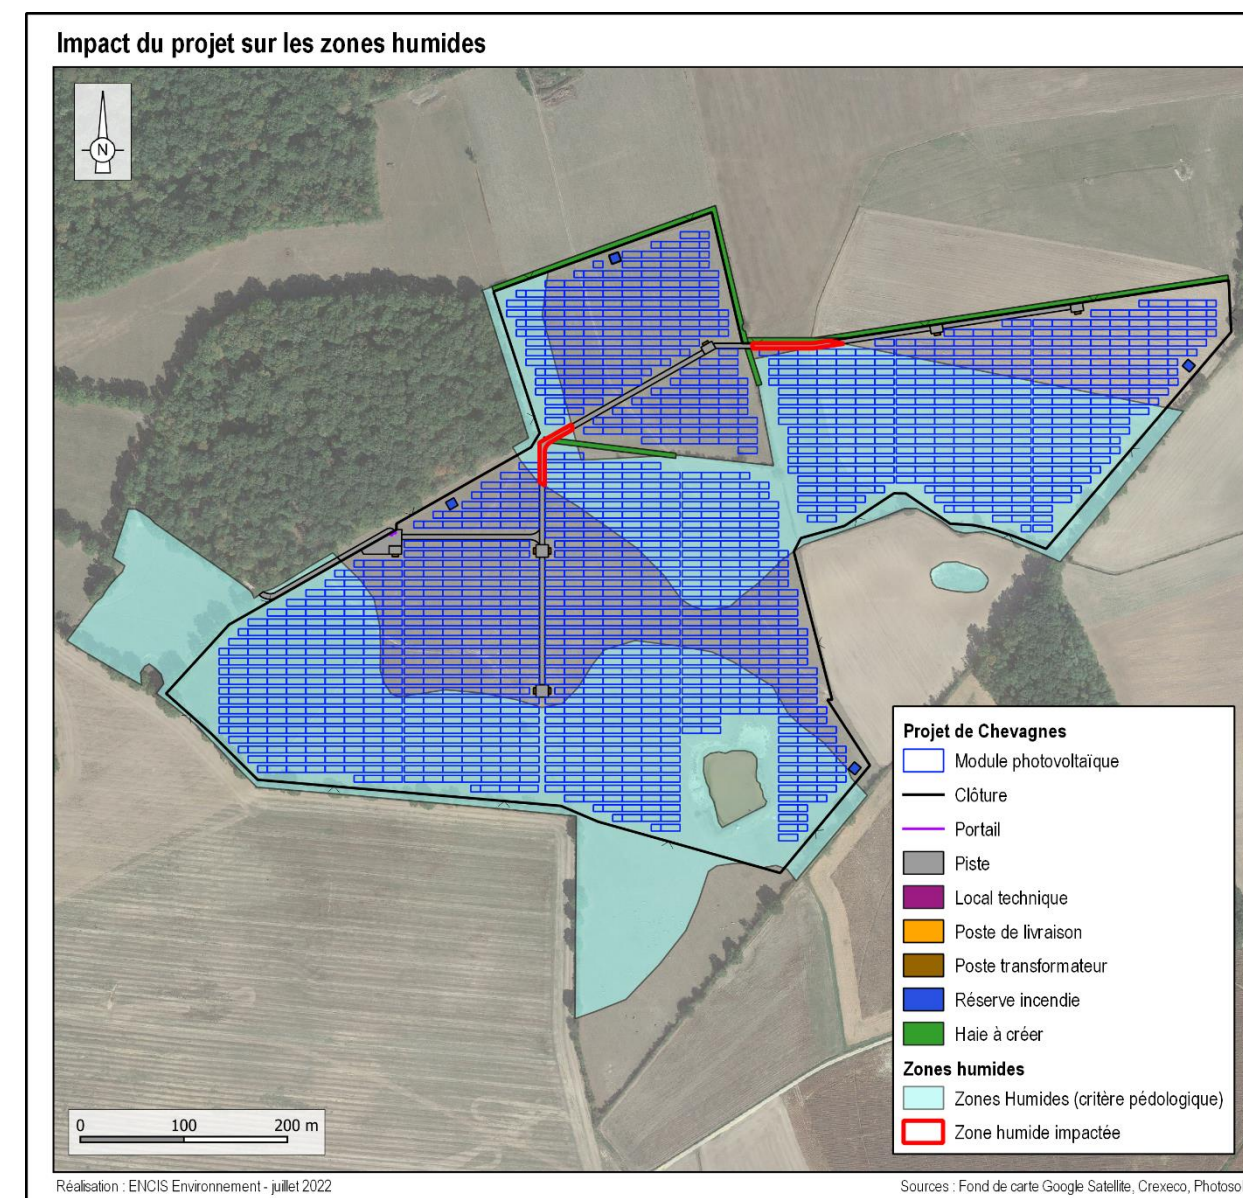 Impact du projet sur les zones humides
N
Projet de Chevagnes
Module photovoltaïque
Clôture
Portail
Piste
Local technique
Poste de livraison
Poste transformateur
Réserve incendie
Haie à créer
Zones humides
Zones Humides (critère pédologique)
Zone humide impactée
0 100 200 m
Réalisation : ENCIS Environnement - juillet 2022
Sources : Fond de carte Google Satellite, Crexeco, Photosol